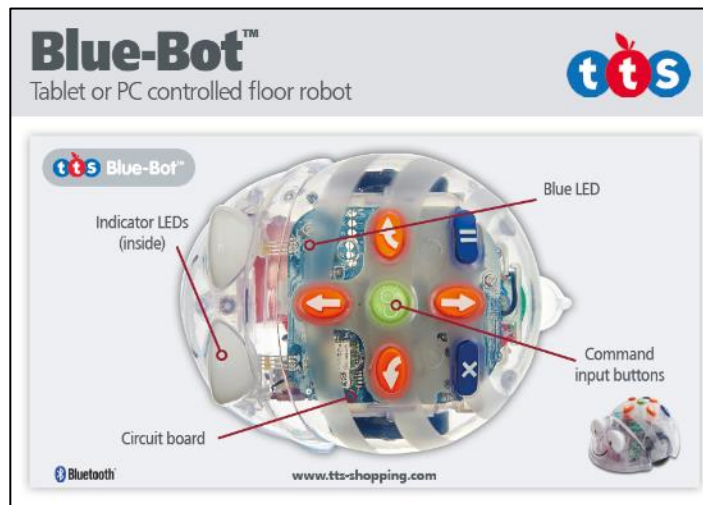 Blue-Bot™
Tablet or PC controlled floor robot
tts
tts Blue-Bot™
Blue LED
Indicator LEDs
(inside)
Command
input buttons
Circuit board
Bluetooth®
www.tts-shopping.com